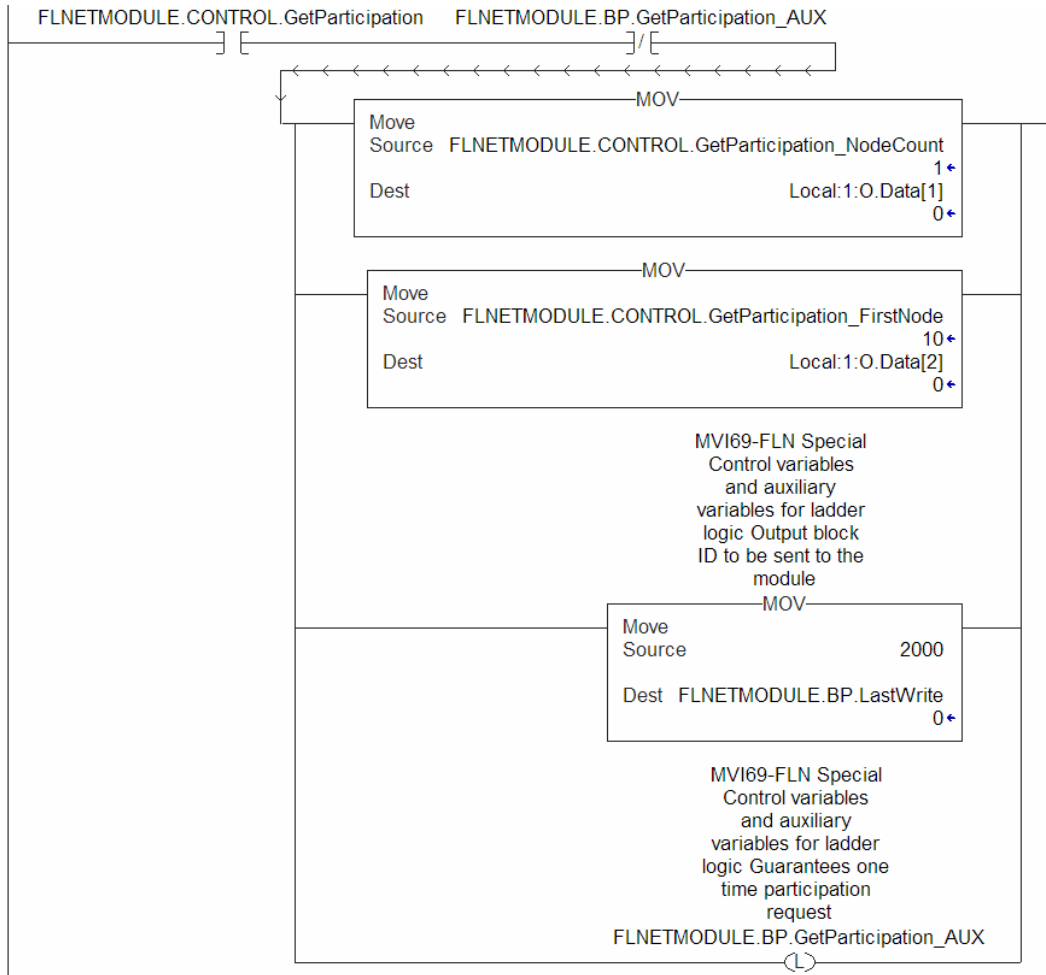 FLNETMODULE.CONTROL.GetParticipation FLNETMODULE.BP.GetParticipation_AUX
/
MOV
Move
Source FLNETMODULE.CONTROL.GetParticipation_NodeCount
1
Dest Local:1:O.Data[1]
0
MOV
Move
Source FLNETMODULE.CONTROL.GetParticipation_FirstNode
10
Dest Local:1:O.Data[2]
0
MVI69-FLN Special
Control variables
and auxiliary
variables for ladder
logic Output block
ID to be sent to the
module
MOV
Move
Source 2000
Dest FLNETMODULE.BP.LastWrite
0
MVI69-FLN Special
Control variables
and auxiliary
variables for ladder
logic Guarantees one
time participation
request
FLNETMODULE.BP.GetParticipation_AUX
L